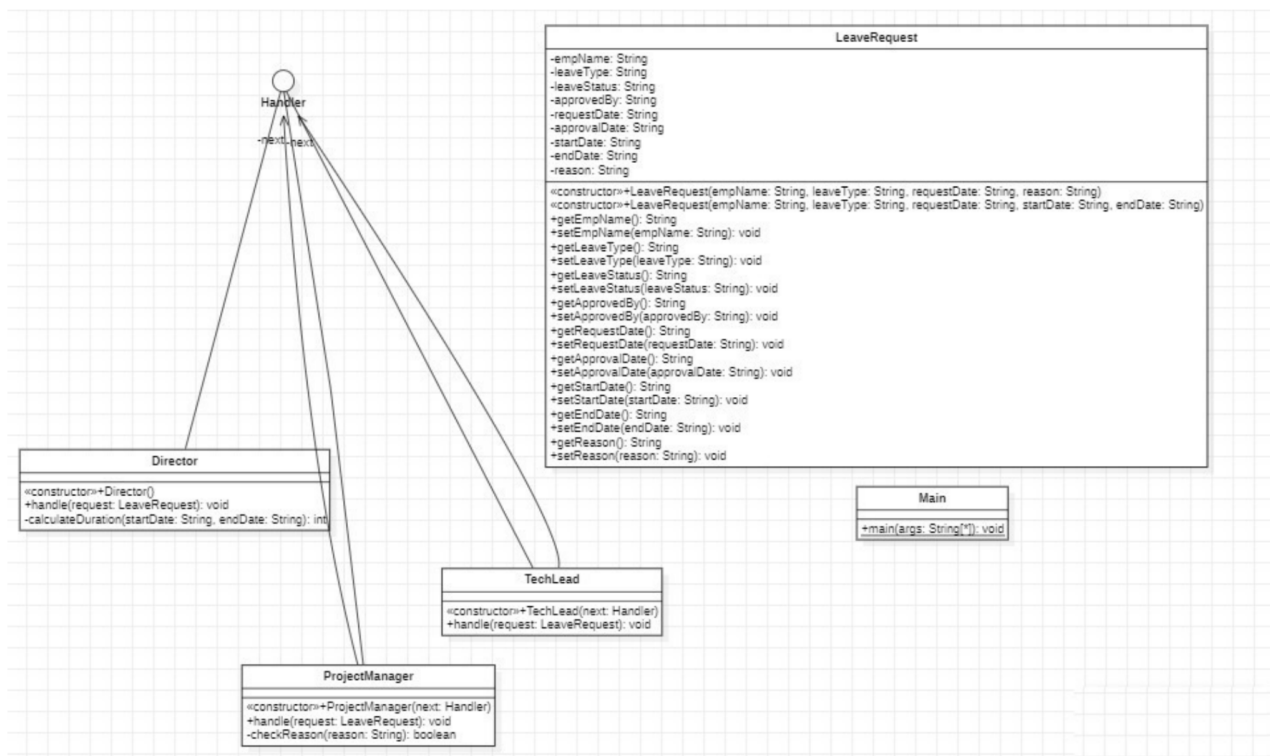 Handler
-next
-next
LeaveRequest
-empName: String
-leaveType: String
-leaveStatus: String
-approvedBy: String
-requestDate: String
-approvalDate: String
-startDate: String
-endDate: String
-reason: String
«constructor»+LeaveRequest(empName: String, leaveType: String, requestDate: String, reason: String)
«constructor»+LeaveRequest(empName: String, leaveType: String, requestDate: String, startDate: String, endDate: String)
+getEmpName(): String
+setEmpName(empName: String): void
+getLeaveType(): String
+setLeaveType(leaveType: String): void
+getLeaveStatus(): String
+setLeaveStatus(leaveStatus: String): void
+getApprovedBy(): String
+setApprovedBy(approvedBy: String): void
+getRequestDate(): String
+setRequestDate(requestDate: String): void
+getApprovalDate(): String
+setApprovalDate(approvalDate: String): void
+getStartDate(): String
+setStartDate(startDate: String): void
+getEndDate(): String
+setEndDate(endDate: String): void
+getReason(): String
+setReason(reason: String): void
Director
«constructor»+Director()
+handle(request: LeaveRequest): void
-calculateDuration(startDate: String, endDate: String): int
Main
+main(args: String[*]): void
TechLead
«constructor»+TechLead(next: Handler)
+handle(request: LeaveRequest): void
ProjectManager
«constructor»+ProjectManager(next: Handler)
+handle(request: LeaveRequest): void
-checkReason(reason: String): boolean